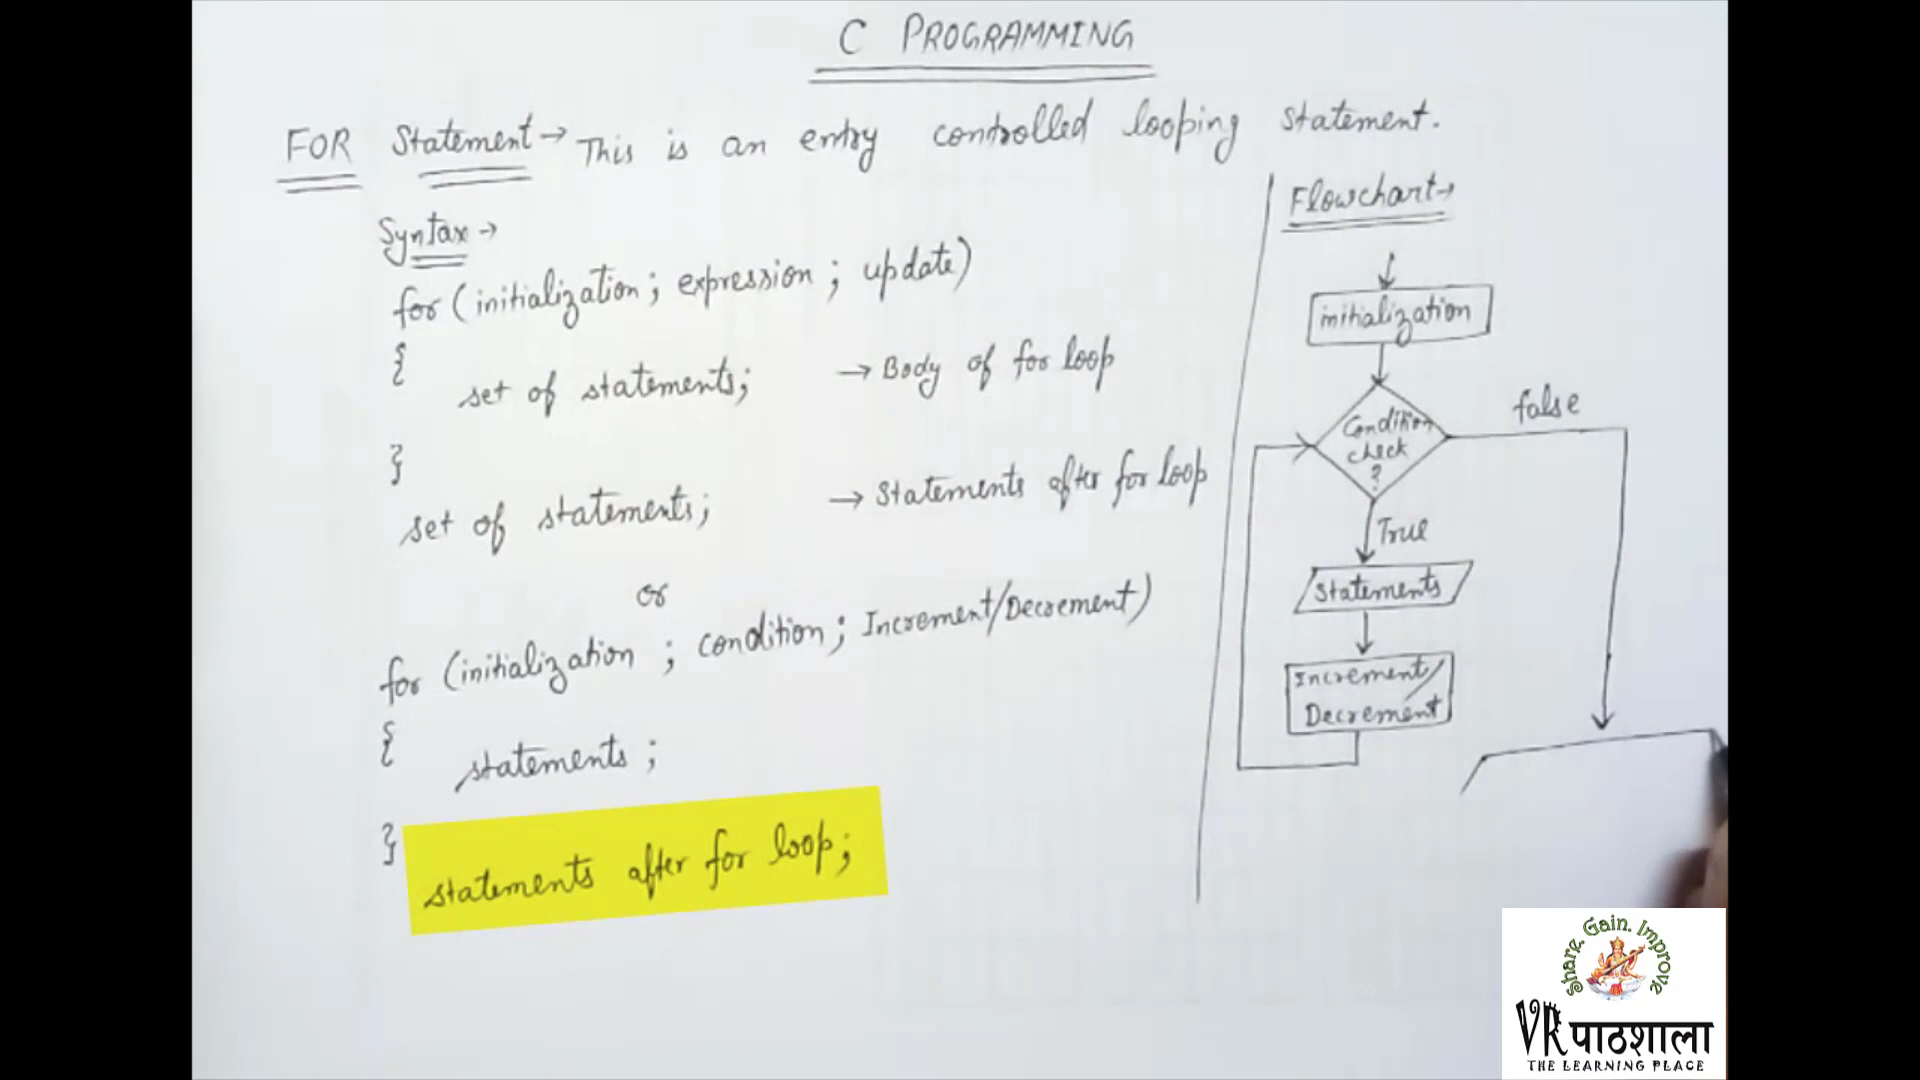 C PROGRAMMING
FOR Statement → This is an entry controlled looping statement.
Syntax →
for (initialization ; expression ; update)
{
set of statements; → Body of for loop
}
set of statements; → Statements after for loop
or
for (initialization ; condition ; Increment/Decrement)
{
statements ;
}
statements after for loop;
Flowchart →
initialization
Condition
check
?
false
True
Statements
Increment/
Decrement
Share. Gain. Improve
VR पाठशाला
THE LEARNING PLACE